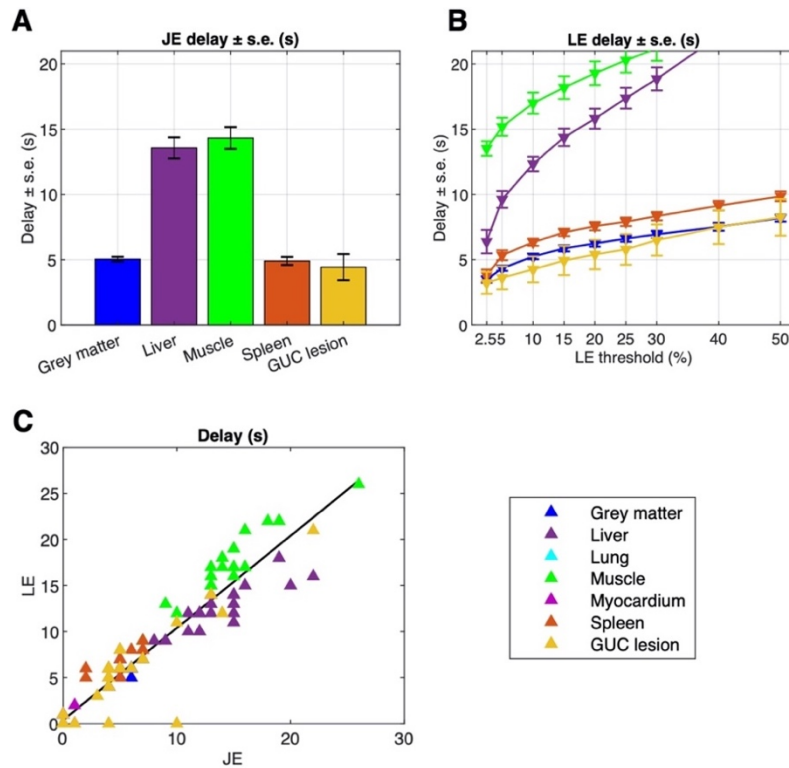 A
JE delay ± s.e. (s)
Delay ± s.e. (s)
20
15
10
5
0
Grey matter
Liver
Muscle
Spleen
GUC lesion
B
LE delay ± s.e. (s)
Delay ± s.e. (s)
20
15
10
5
0
2.55 10 15 20 25 30 40 50
LE threshold (%)
C
Delay (s)
LE
30
25
20
15
10
5
0
0 10 20 30
JE
Grey matter
Liver
Lung
Muscle
Myocardium
Spleen
GUC lesion